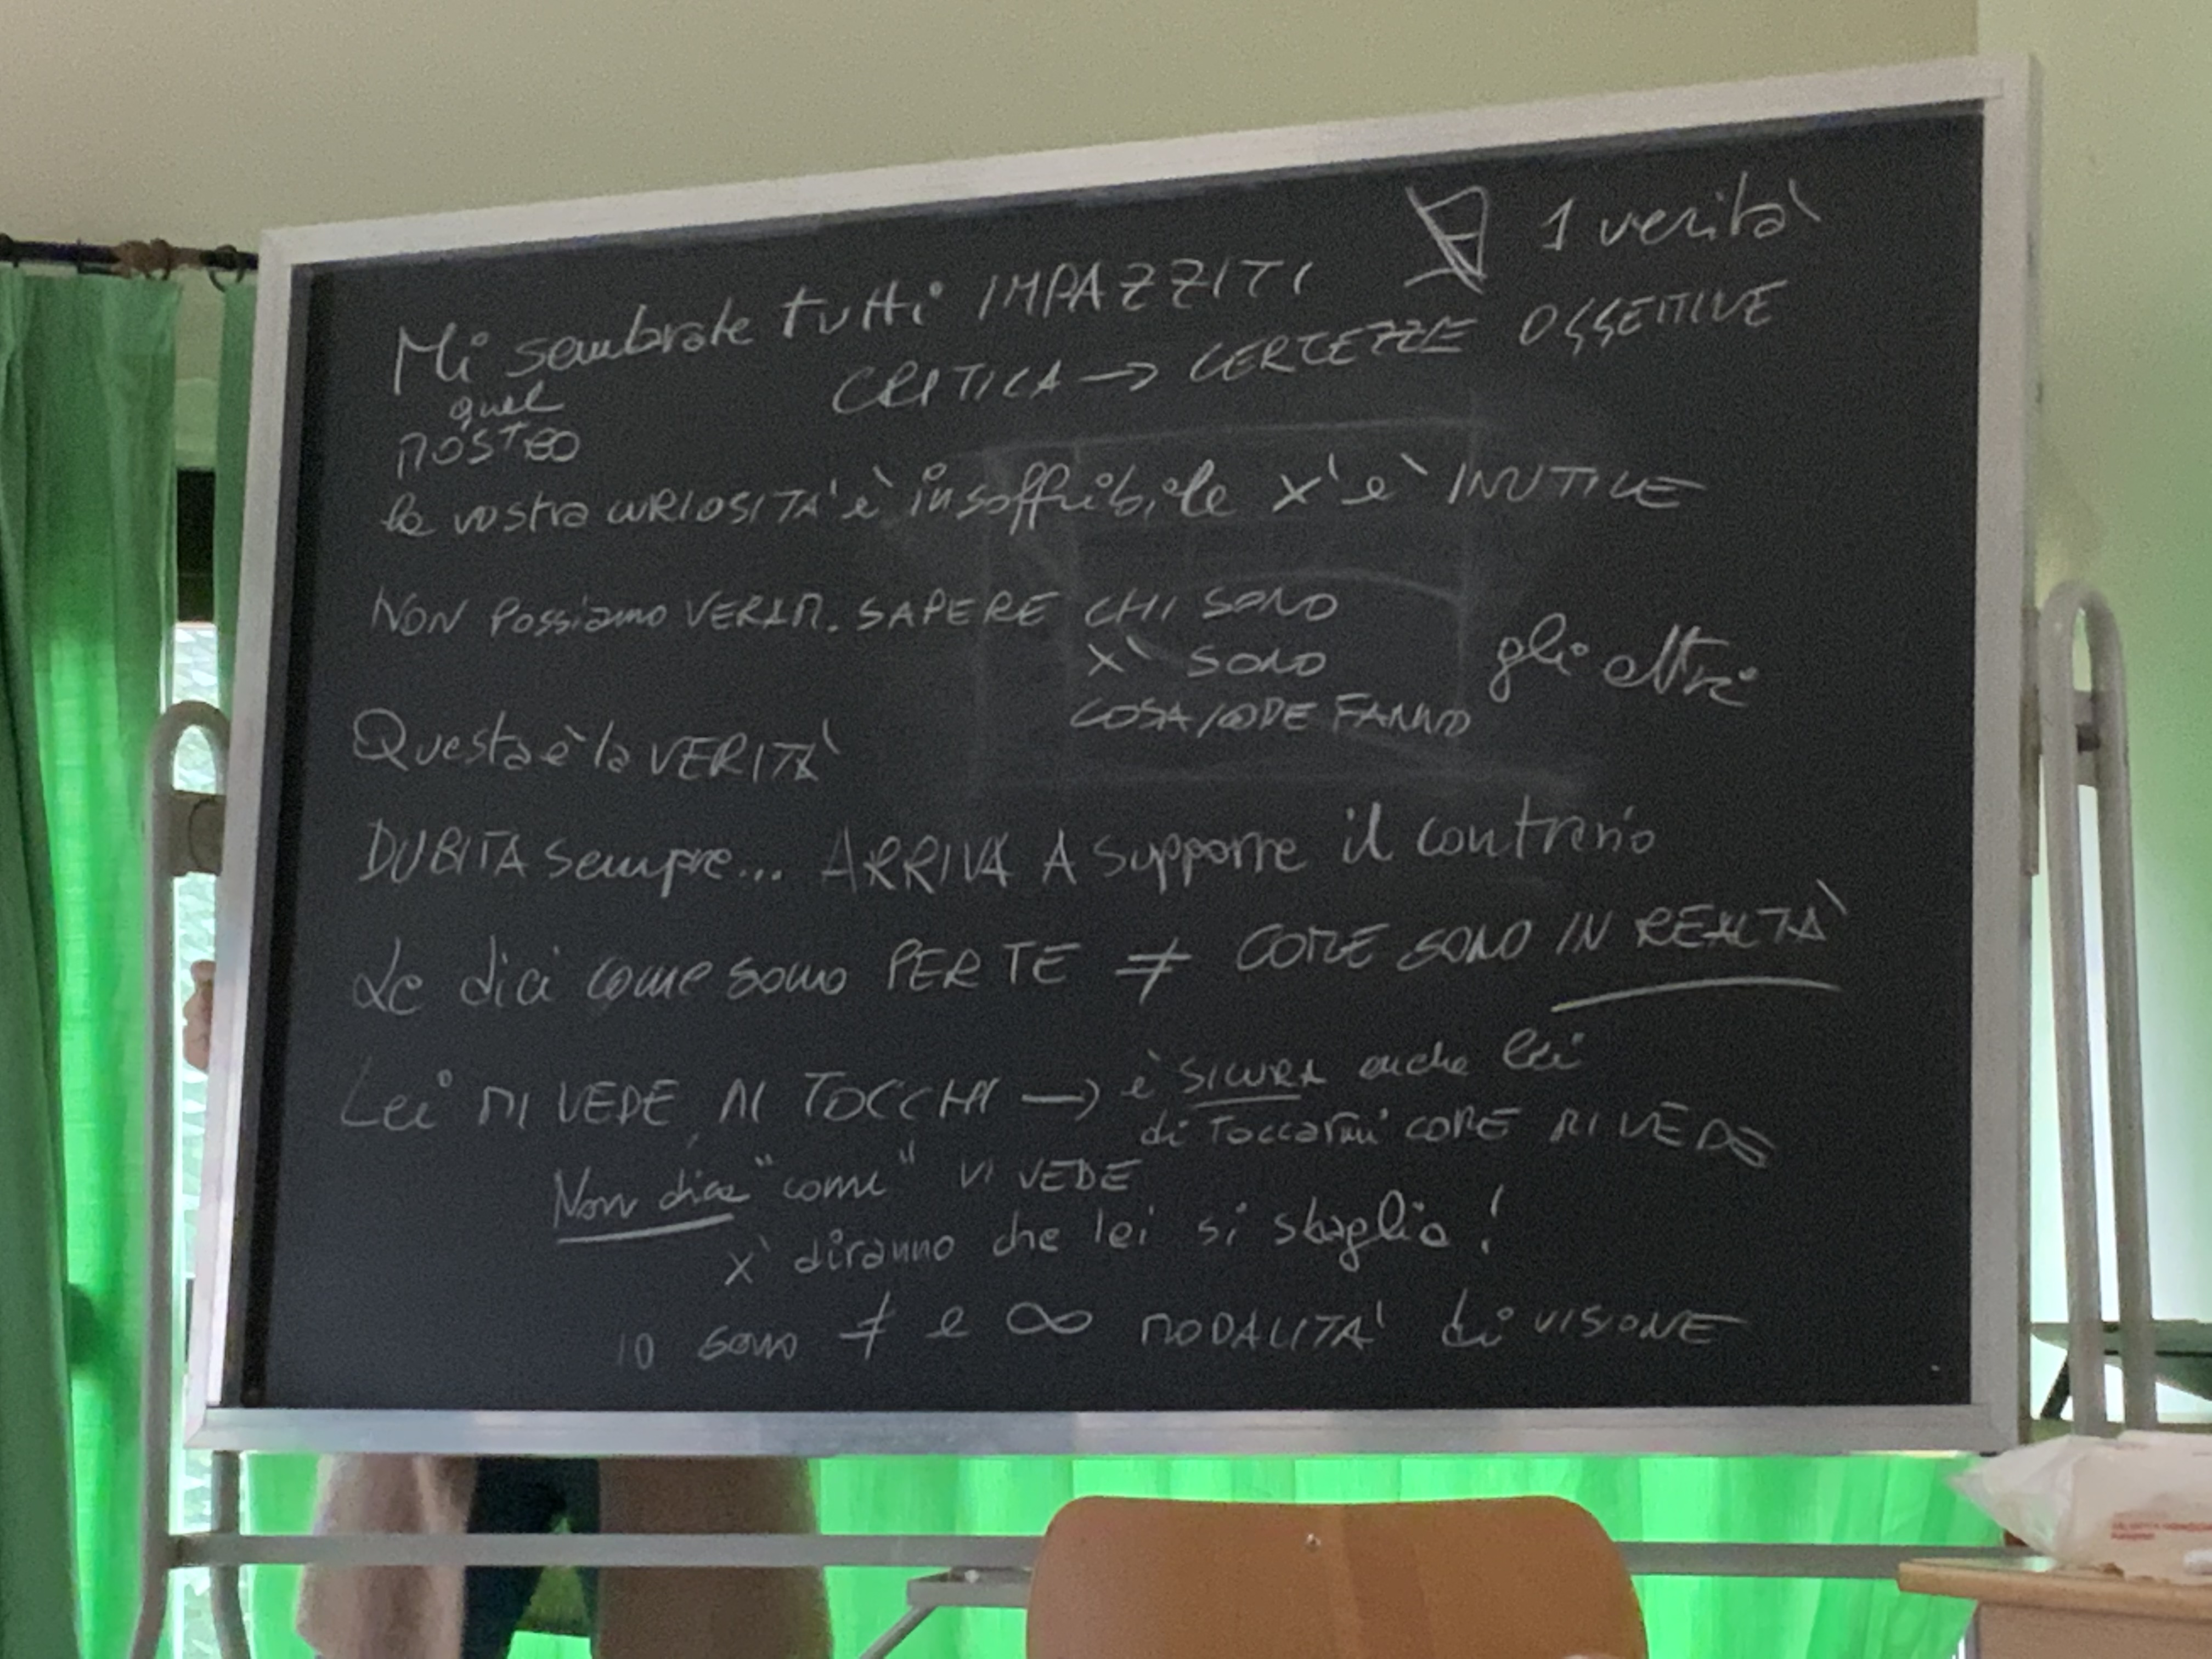 Mi sembrate tutti IMPAZZITI ∄ 1 verità
CRITICA → CERTEZZE OGGETTIVE
quel
MOSTRO
la vostra CURIOSITA' è insoffribile x' è INUTILE
NON POSSiamo VERAM. SAPERE CHI SONO
x' SONO gli altri
COSA/COME FANNO
Questa è la VERITÀ
DUBITA sempre... ARRIVA A supporre il contrario
Le dici come sono PER TE ≠ COME SONO IN REALTÀ
Lei MI VEDE, MI TOCCHI → è SICURA anche lei
di Toccarmi COME MI VEDE
Non dica "come" VI VEDE
x' diranno che lei si sbaglia!
IO sono ≠ e ∞ MODALITA' di VISIONE